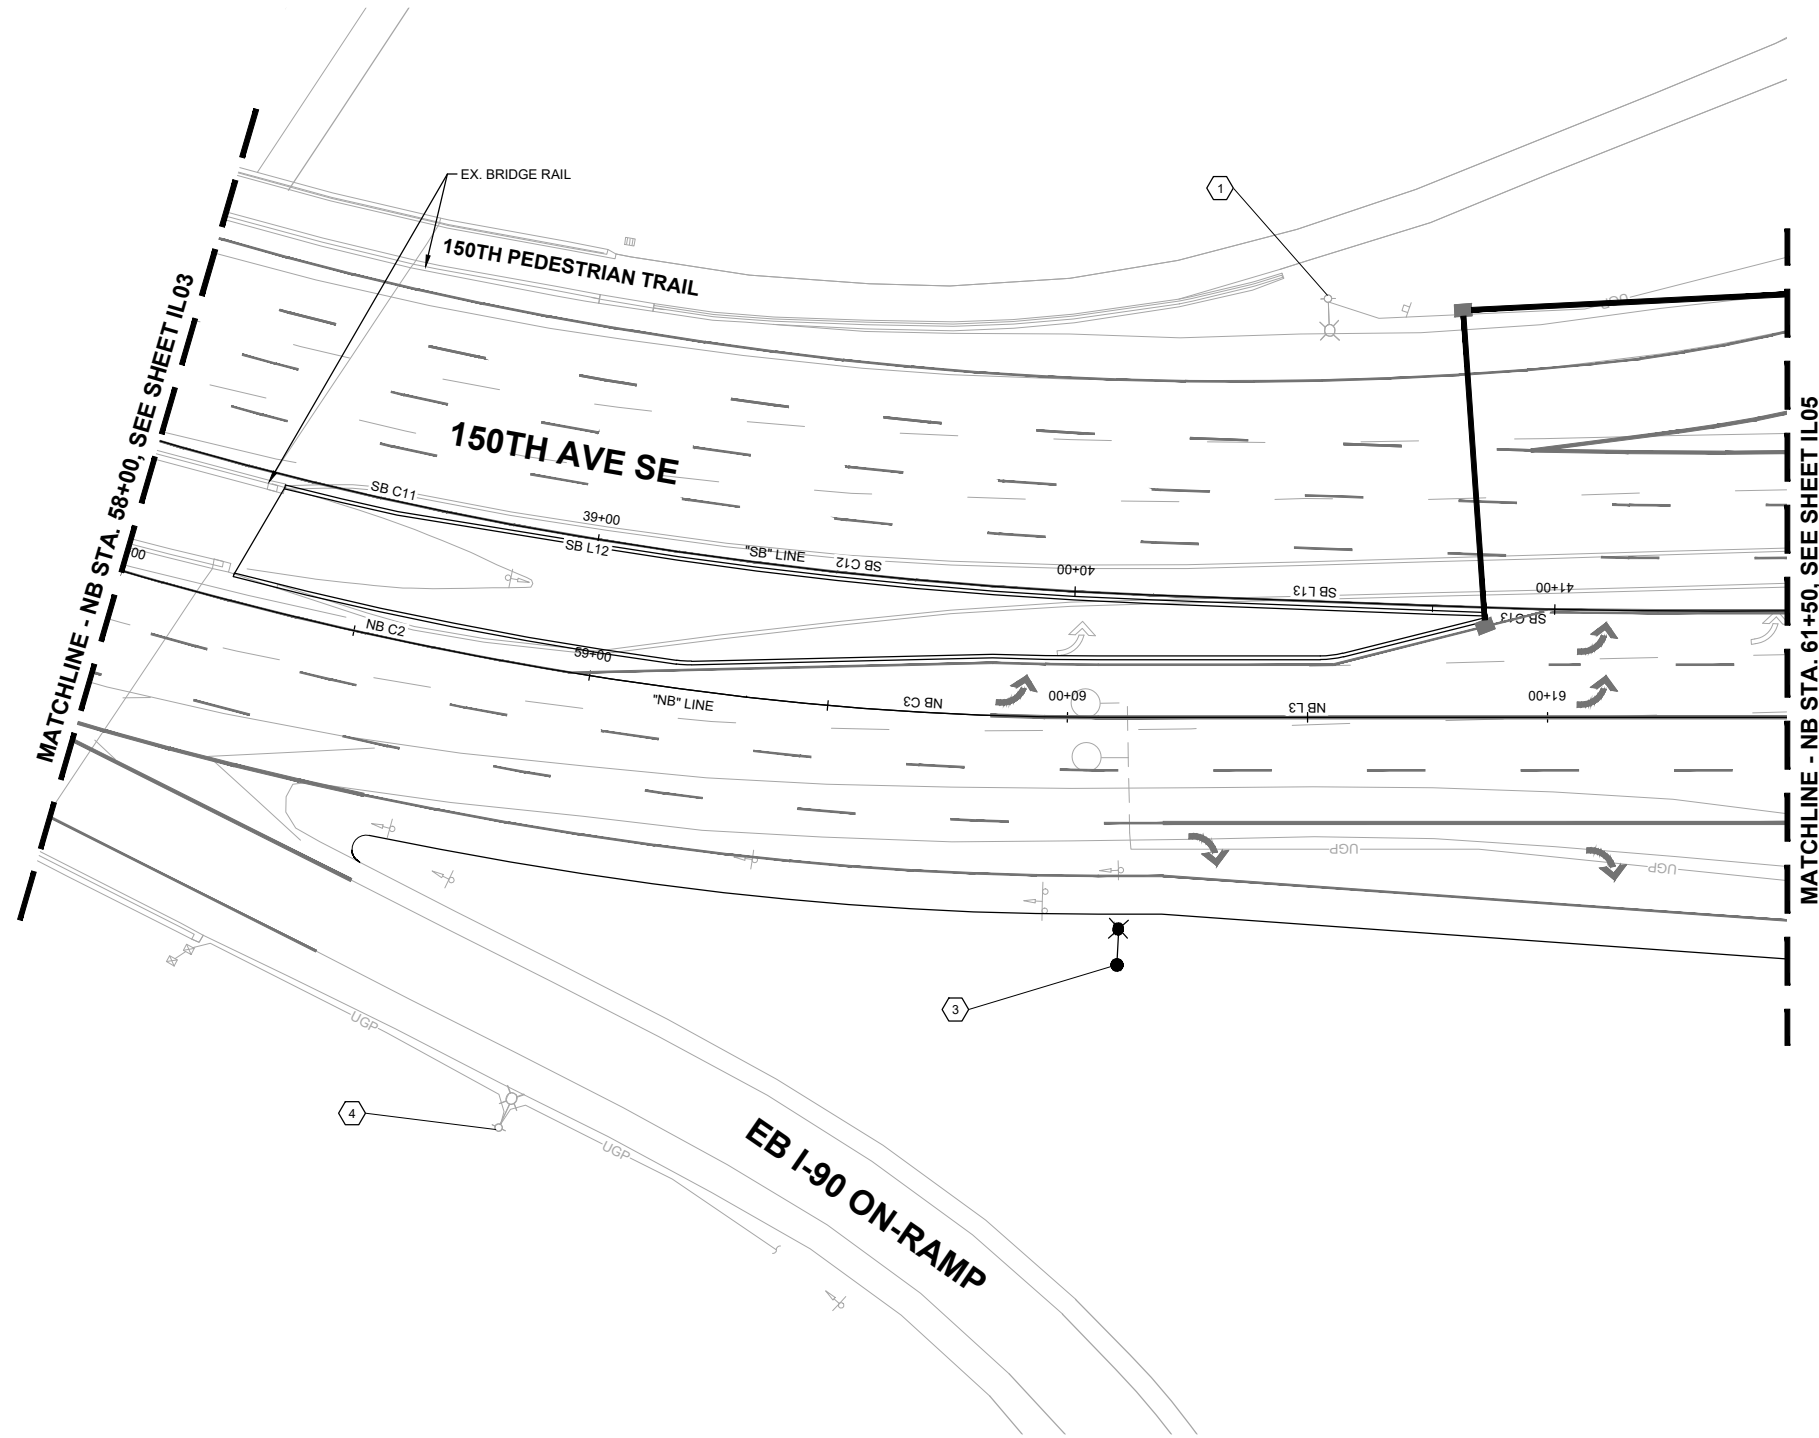 EX. BRIDGE RAIL
1
150TH PEDESTRIAN TRAIL
MATCHLINE - NB STA. 58+00, SEE SHEET IL03
150TH AVE SE
UGP
SB C11
39+00
SB L12
"SB" LINE
SB C12
40+00
SB L13
41+00
SB C13
00
NB C2
59+00
"NB" LINE
NB C3
60+00
NB L3
61+00
MATCHLINE - NB STA. 61+50, SEE SHEET IL05
UGP
UGP
3
UGP
4
UGP
EB I-90 ON-RAMP